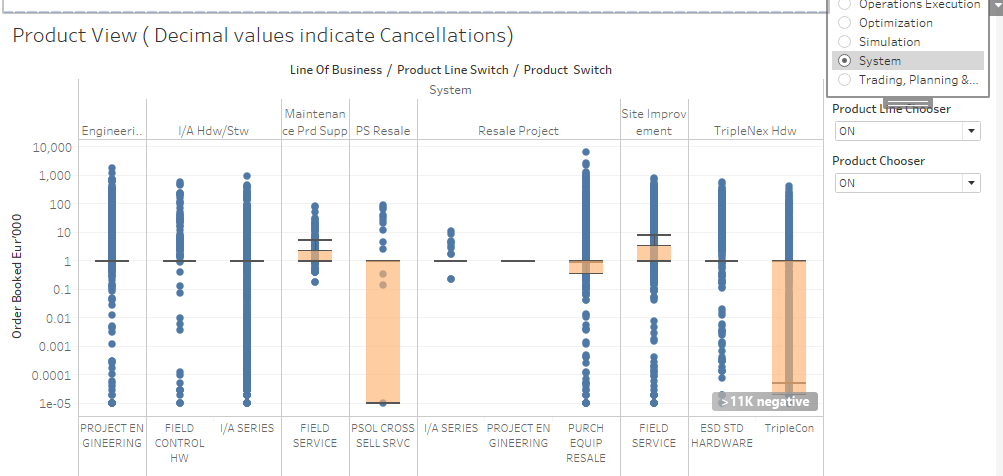 Operations Execution
Optimization
Simulation
System
Trading, Planning &...
Product View ( Decimal values indicate Cancellations)
Line Of Business / Product Line Switch / Product Switch
System
Engineeri..
I/A Hdw/Stw
Maintenan
ce Prd Supp
PS Resale
Resale Project
Site Improv
ement
TripleNex Hdw
Product Line Chooser
ON
Product Chooser
ON
Order Booked Eur'000
10,000
1,000
100
10
1
0.1
0.01
0.001
0.0001
1e-05
>11K negative
PROJECT EN
GINEERING
FIELD
CONTROL
HW
I/A SERIES
FIELD
SERVICE
PSOL CROSS
SELL SRVC
I/A SERIES
PROJECT EN
GINEERING
PURCH
EQUIP
RESALE
FIELD
SERVICE
ESD STD
HARDWARE
TripleCon